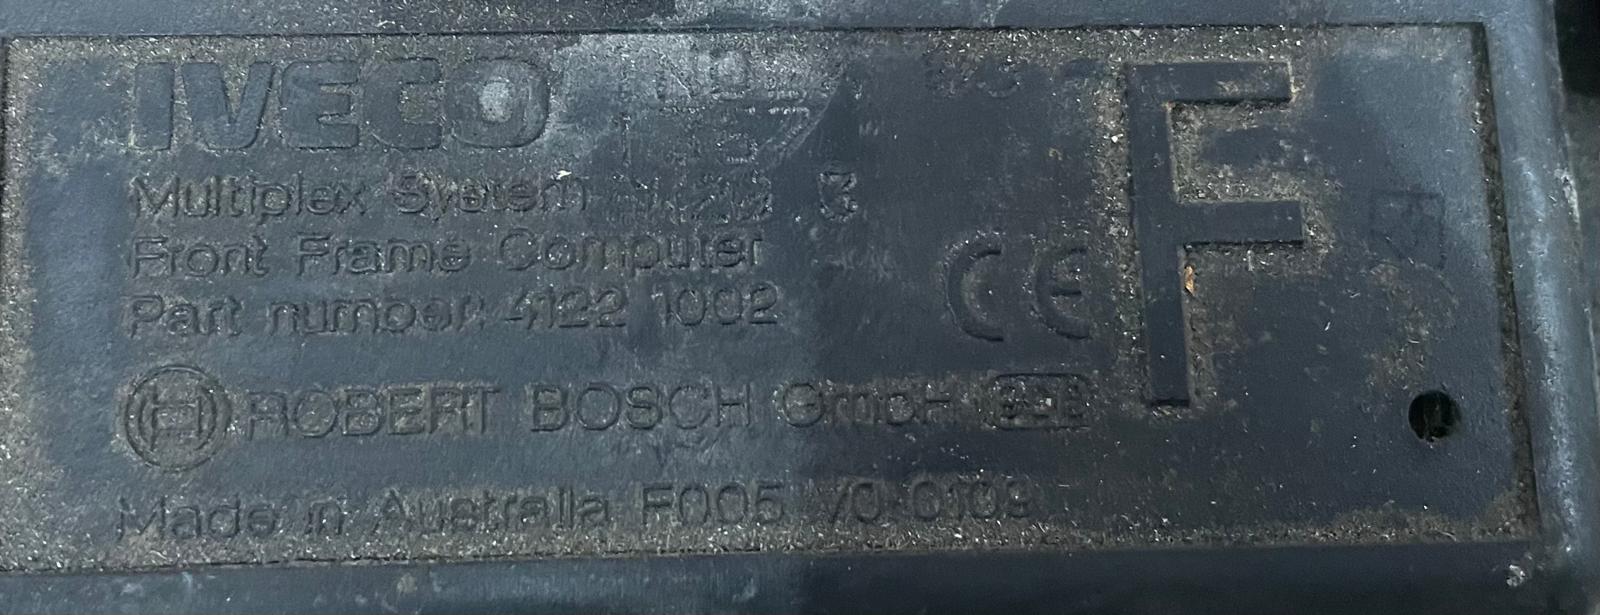 IVECO
F
Multiplex System
Front Frame Computer
Part number: 4122 1002
CE
ROBERT BOSCH GmbH
Made in Australia F005 V0 0109